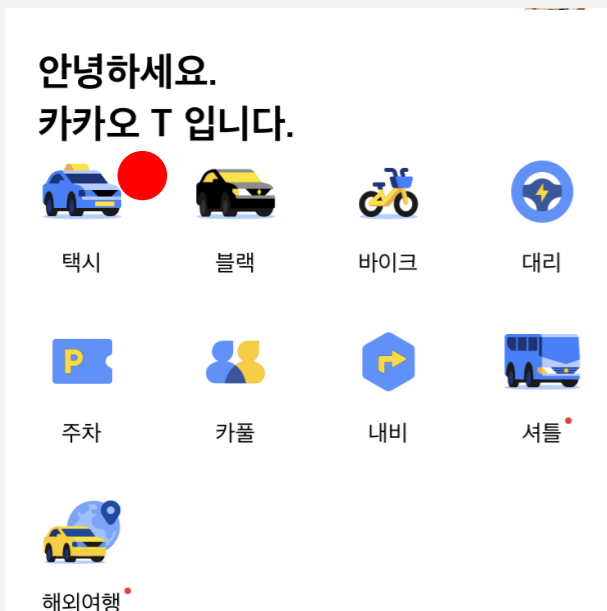 안녕하세요.
카카오 T 입니다.
택시 블랙 바이크 대리
P
주차 카풀 내비 셔틀
해외여행